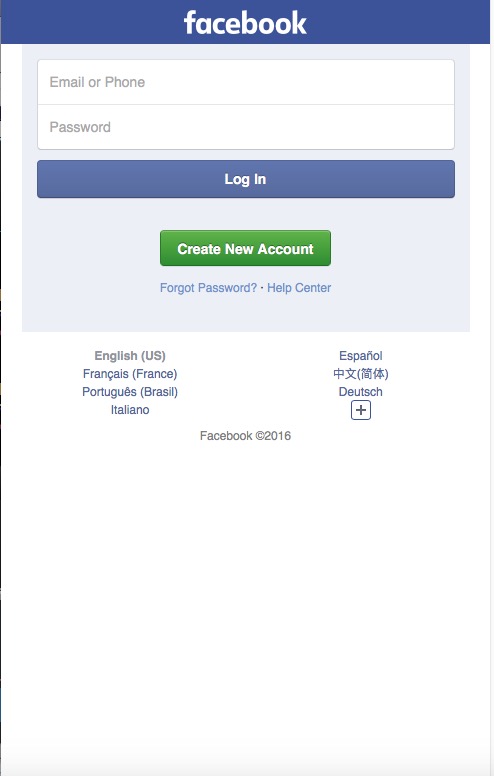 facebook
Email or Phone
Password
Log In
Create New Account
Forgot Password? · Help Center
English (US)
Español
Français (France)
中文(简体)
Português (Brasil)
Deutsch
Italiano
+
Facebook ©2016